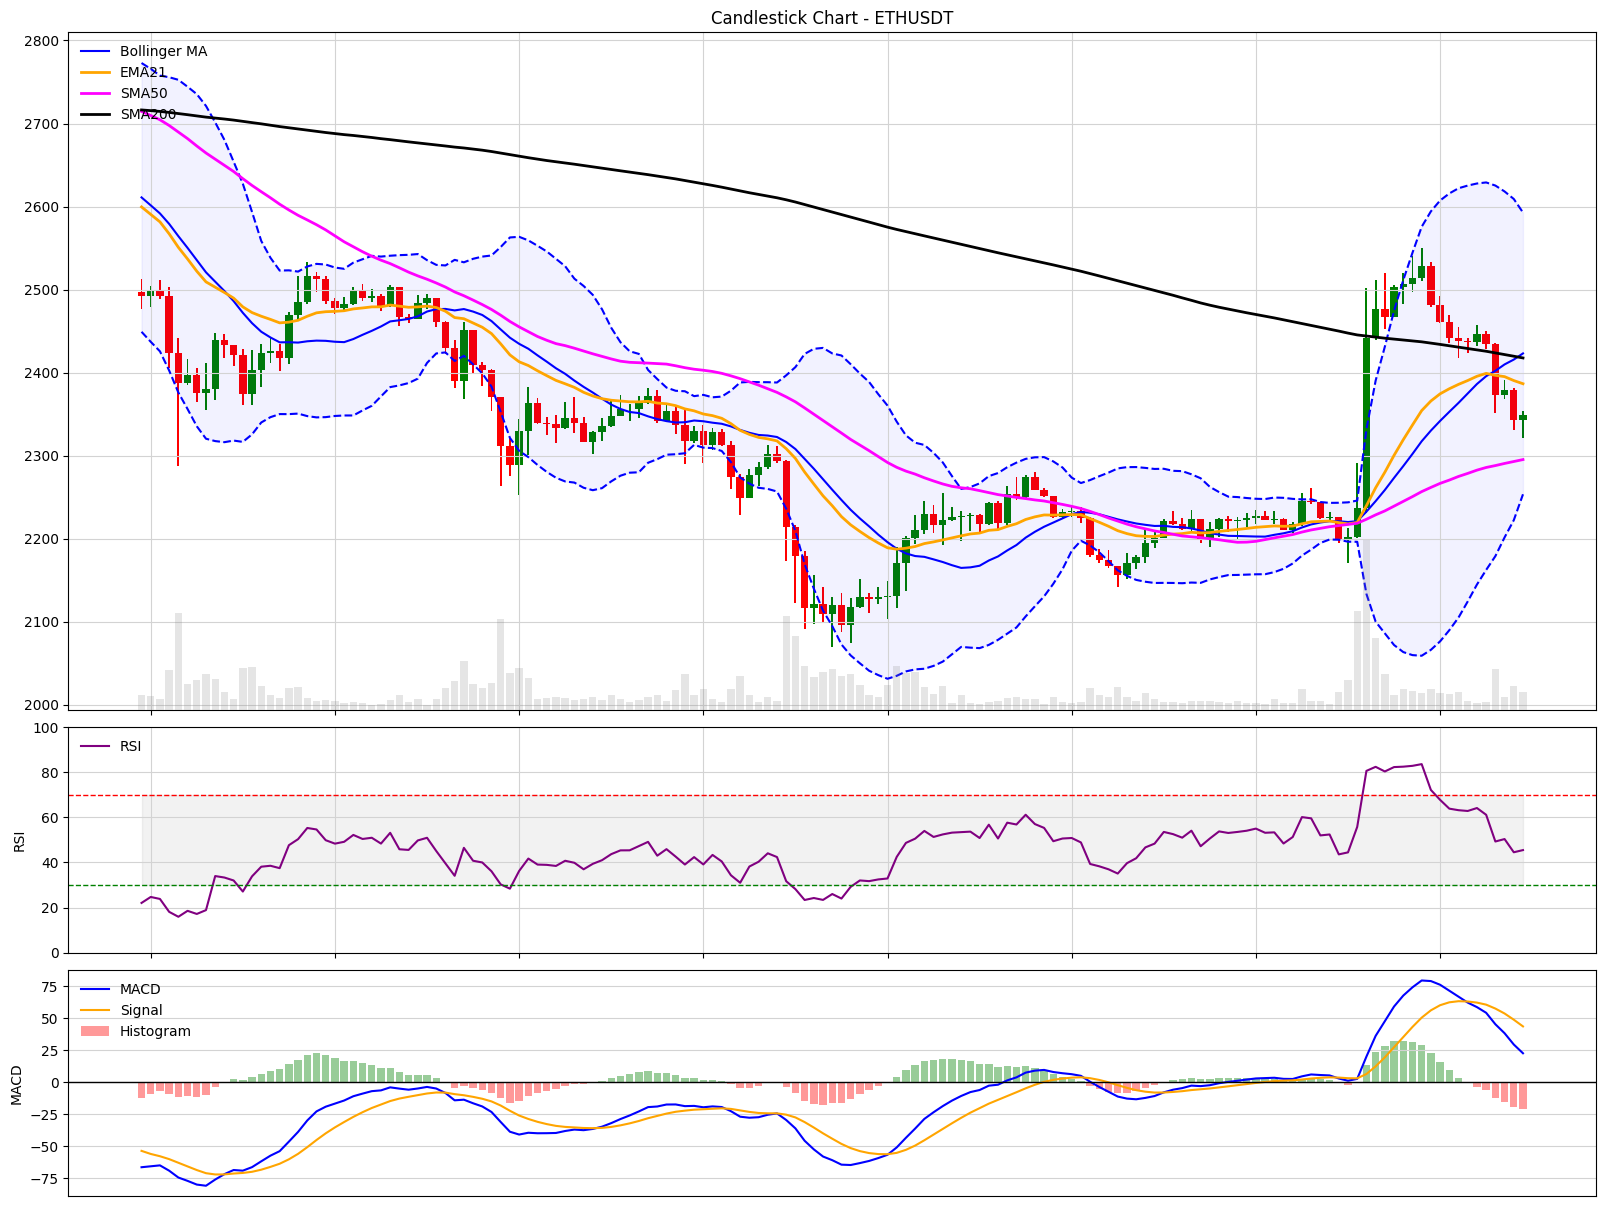 Candlestick Chart - ETHUSDT
Bollinger MA
EMA21
SMA50
SMA200
2800
2700
2600
2500
2400
2300
2200
2100
2000
RSI
RSI
100
80
60
40
20
0
MACD
Signal
Histogram
MACD
75
50
25
0
−25
−50
−75